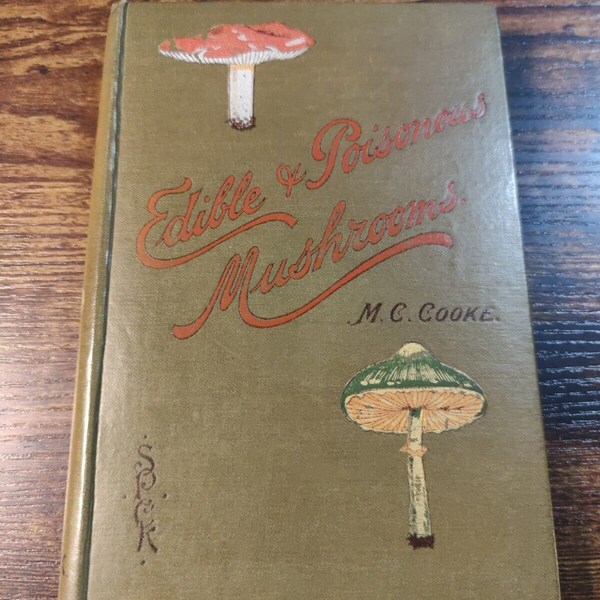 Edible & Poisonous
Mushrooms.
M. C. COOKE.
S.P.C.K